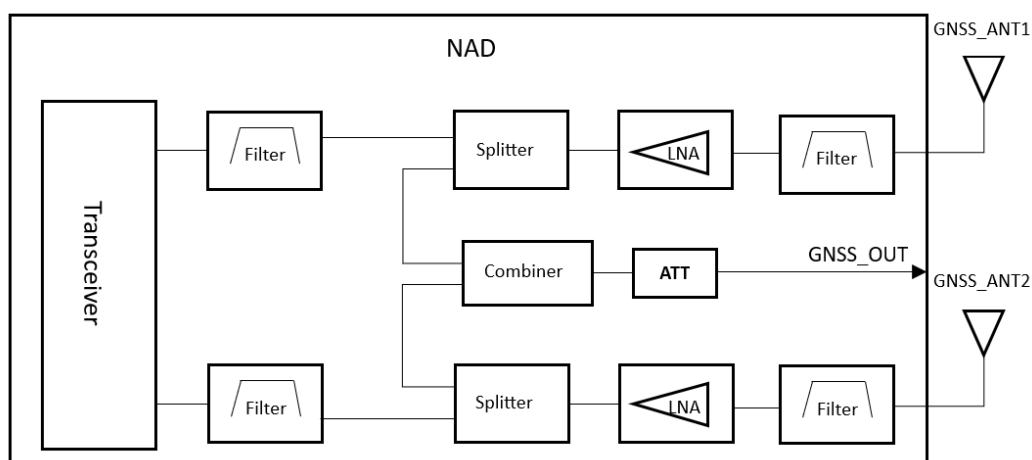 GNSS_ANT1
NAD
Filter
Splitter
LNA
Filter
Transceiver
Combiner
ATT
GNSS_OUT
GNSS_ANT2
Filter
Splitter
LNA
Filter